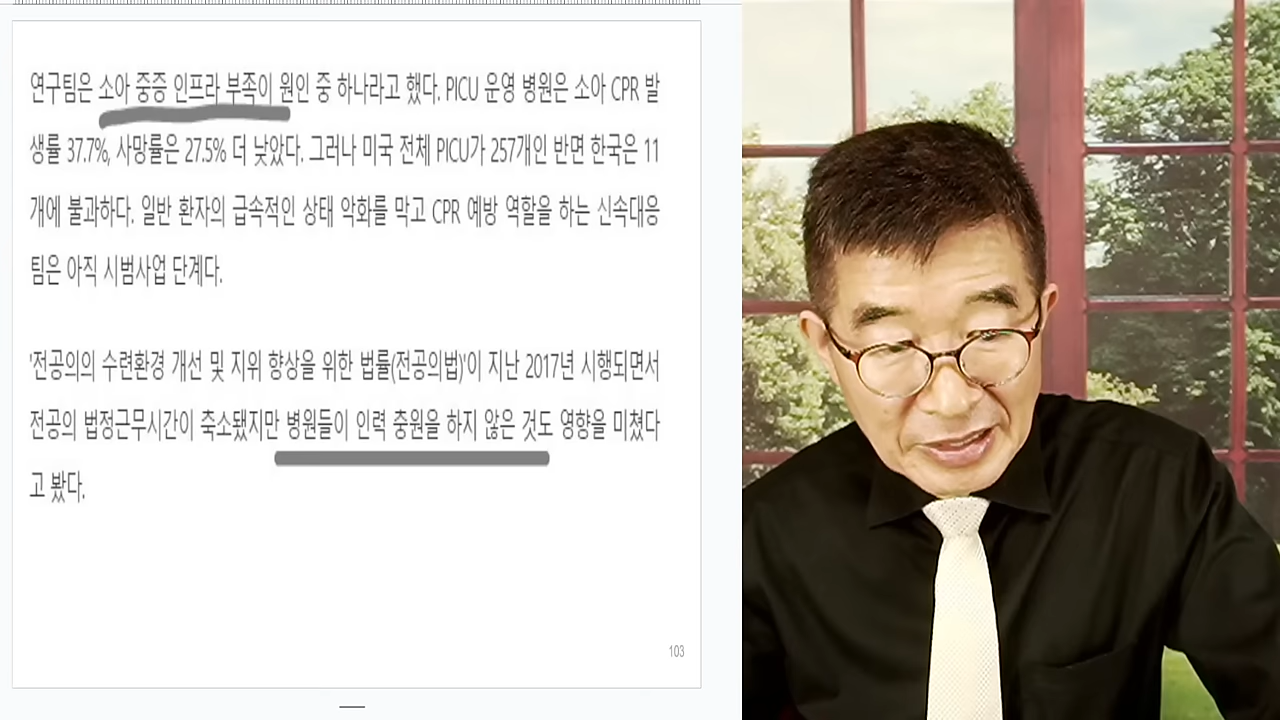 연구팀은 소아 중증 인프라 부족이 원인 중 하나라고 했다. PICU 운영 병원은 소아 CPR 발
생률 37.7%, 사망률은 27.5% 더 낮았다. 그러나 미국 전체 PICU가 257개인 반면 한국은 11
개에 불과하다. 일반 환자의 급속적인 상태 악화를 막고 CPR 예방 역할을 하는 신속대응
팀은 아직 시범사업 단계다.
'전공의의 수련환경 개선 및 지위 향상을 위한 법률(전공의법)'이 지난 2017년 시행되면서
전공의 법정근무시간이 축소됐지만 병원들이 인력 충원을 하지 않은 것도 영향을 미쳤다
고 봤다.
103